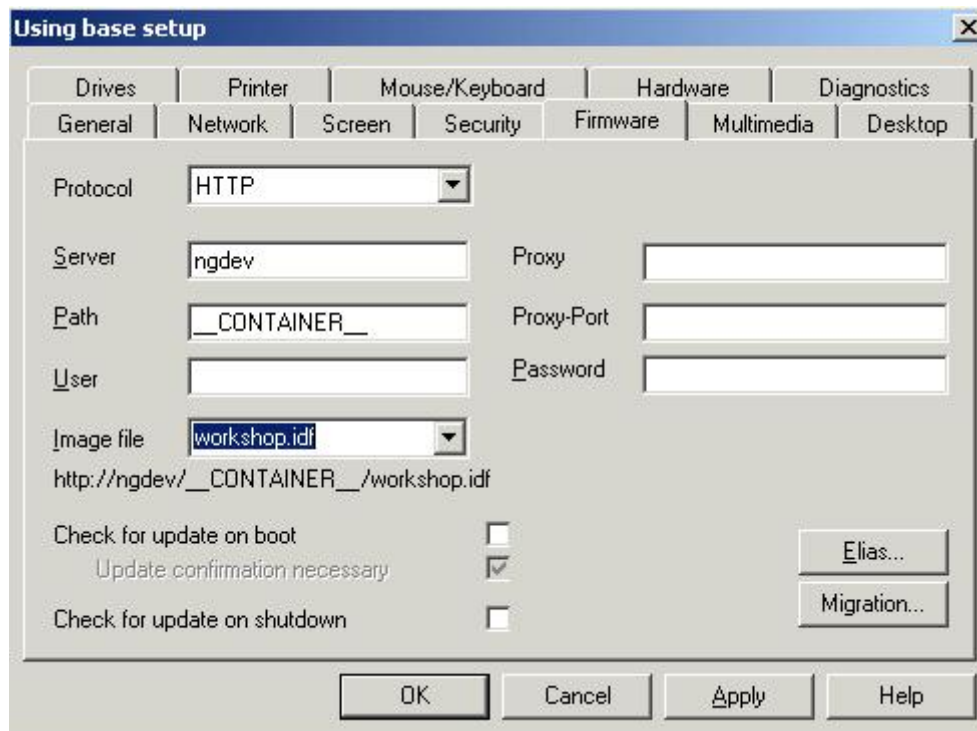 Using base setup
Drives Printer Mouse/Keyboard Hardware Diagnostics
General Network Screen Security Firmware Multimedia Desktop
Protocol HTTP
Server ngdev Proxy
Path __CONTAINER__ Proxy-Port
User Password
Image file workshop.idf
http://ngdev/__CONTAINER__/workshop.idf
Check for update on boot
Update confirmation necessary
Elias...
Migration...
Check for update on shutdown
OK Cancel Apply Help